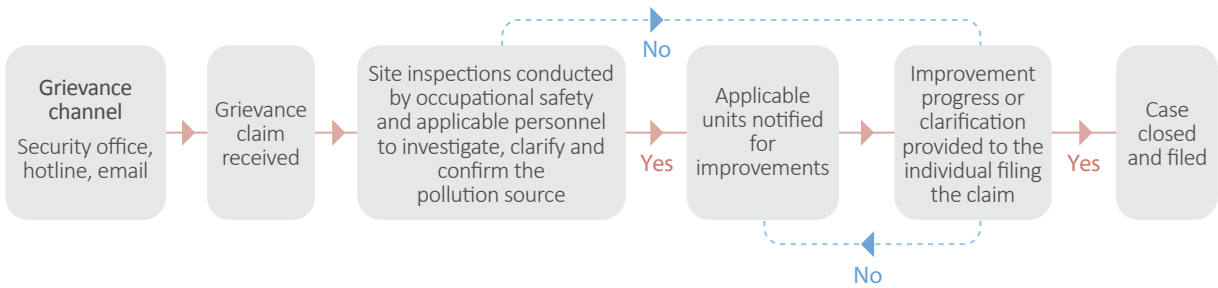 Grievance
channel
Security office,
hotline, email
Grievance
claim
received
Site inspections conducted
by occupational safety
and applicable personnel
to investigate, clarify and
confirm the
pollution source
No
Yes
Applicable
units notified
for
improvements
Improvement
progress or
clarification
provided to the
individual filing
the claim
No
Yes
Case
closed
and filed